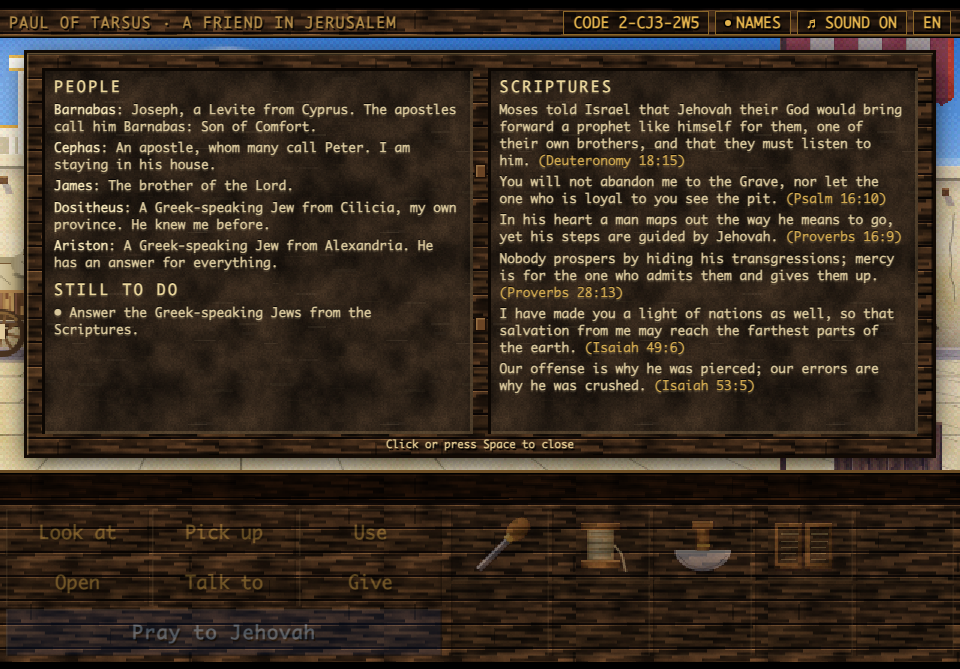 PAUL OF TARSUS · A FRIEND IN JERUSALEM
CODE 2-CJ3-2W5
NAMES
SOUND ON
EN
PEOPLE
Barnabas: Joseph, a Levite from Cyprus. The apostles
call him Barnabas: Son of Comfort.
Cephas: An apostle, whom many call Peter. I am
staying in his house.
James: The brother of the Lord.
Dositheus: A Greek-speaking Jew from Cilicia, my own
province. He knew me before.
Ariston: A Greek-speaking Jew from Alexandria. He
has an answer for everything.
STILL TO DO
• Answer the Greek-speaking Jews from the
Scriptures.
SCRIPTURES
Moses told Israel that Jehovah their God would bring
forward a prophet like himself for them, one of
their own brothers, and that they must listen to
him. (Deuteronomy 18:15)
You will not abandon me to the Grave, nor let the
one who is loyal to you see the pit. (Psalm 16:10)
In his heart a man maps out the way he means to go,
yet his steps are guided by Jehovah. (Proverbs 16:9)
Nobody prospers by hiding his transgressions; mercy
is for the one who admits them and gives them up.
(Proverbs 28:13)
I have made you a light of nations as well, so that
salvation from me may reach the farthest parts of
the earth. (Isaiah 49:6)
Our offense is why he was pierced; our errors are
why he was crushed. (Isaiah 53:5)
Click or press Space to close
Look at
Pick up
Use
Open
Talk to
Give
Pray to Jehovah